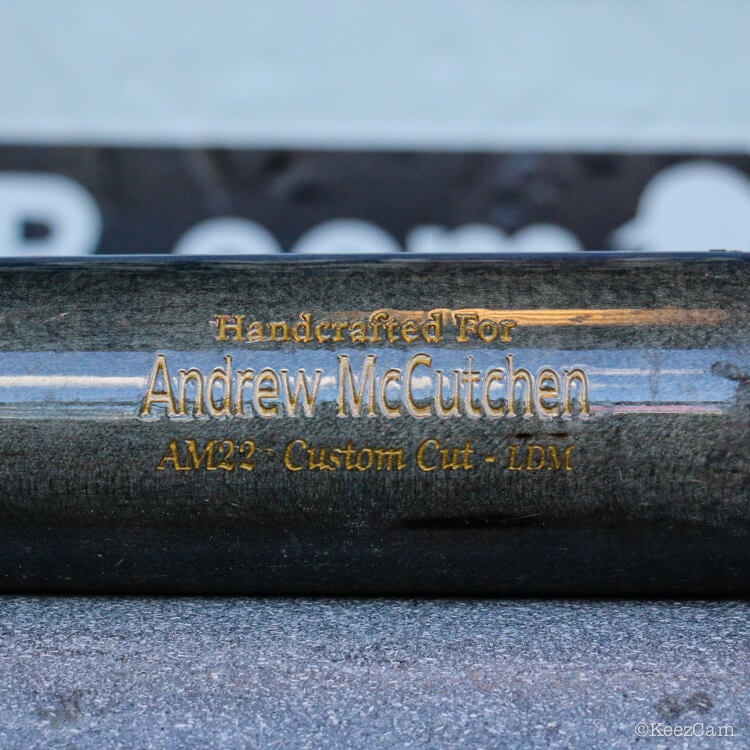 Handcrafted For
Andrew McCutchen
AM22 - Custom Cut - LDM
©KeezCam